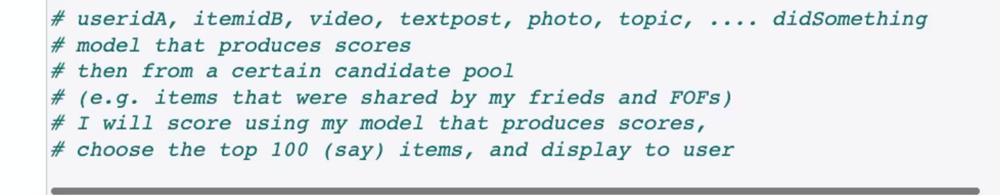 # useridA, itemidB, video, textpost, photo, topic, .... didSomething
# model that produces scores
# then from a certain candidate pool
# (e.g. items that were shared by my frieds and FOFs)
# I will score using my model that produces scores,
# choose the top 100 (say) items, and display to user